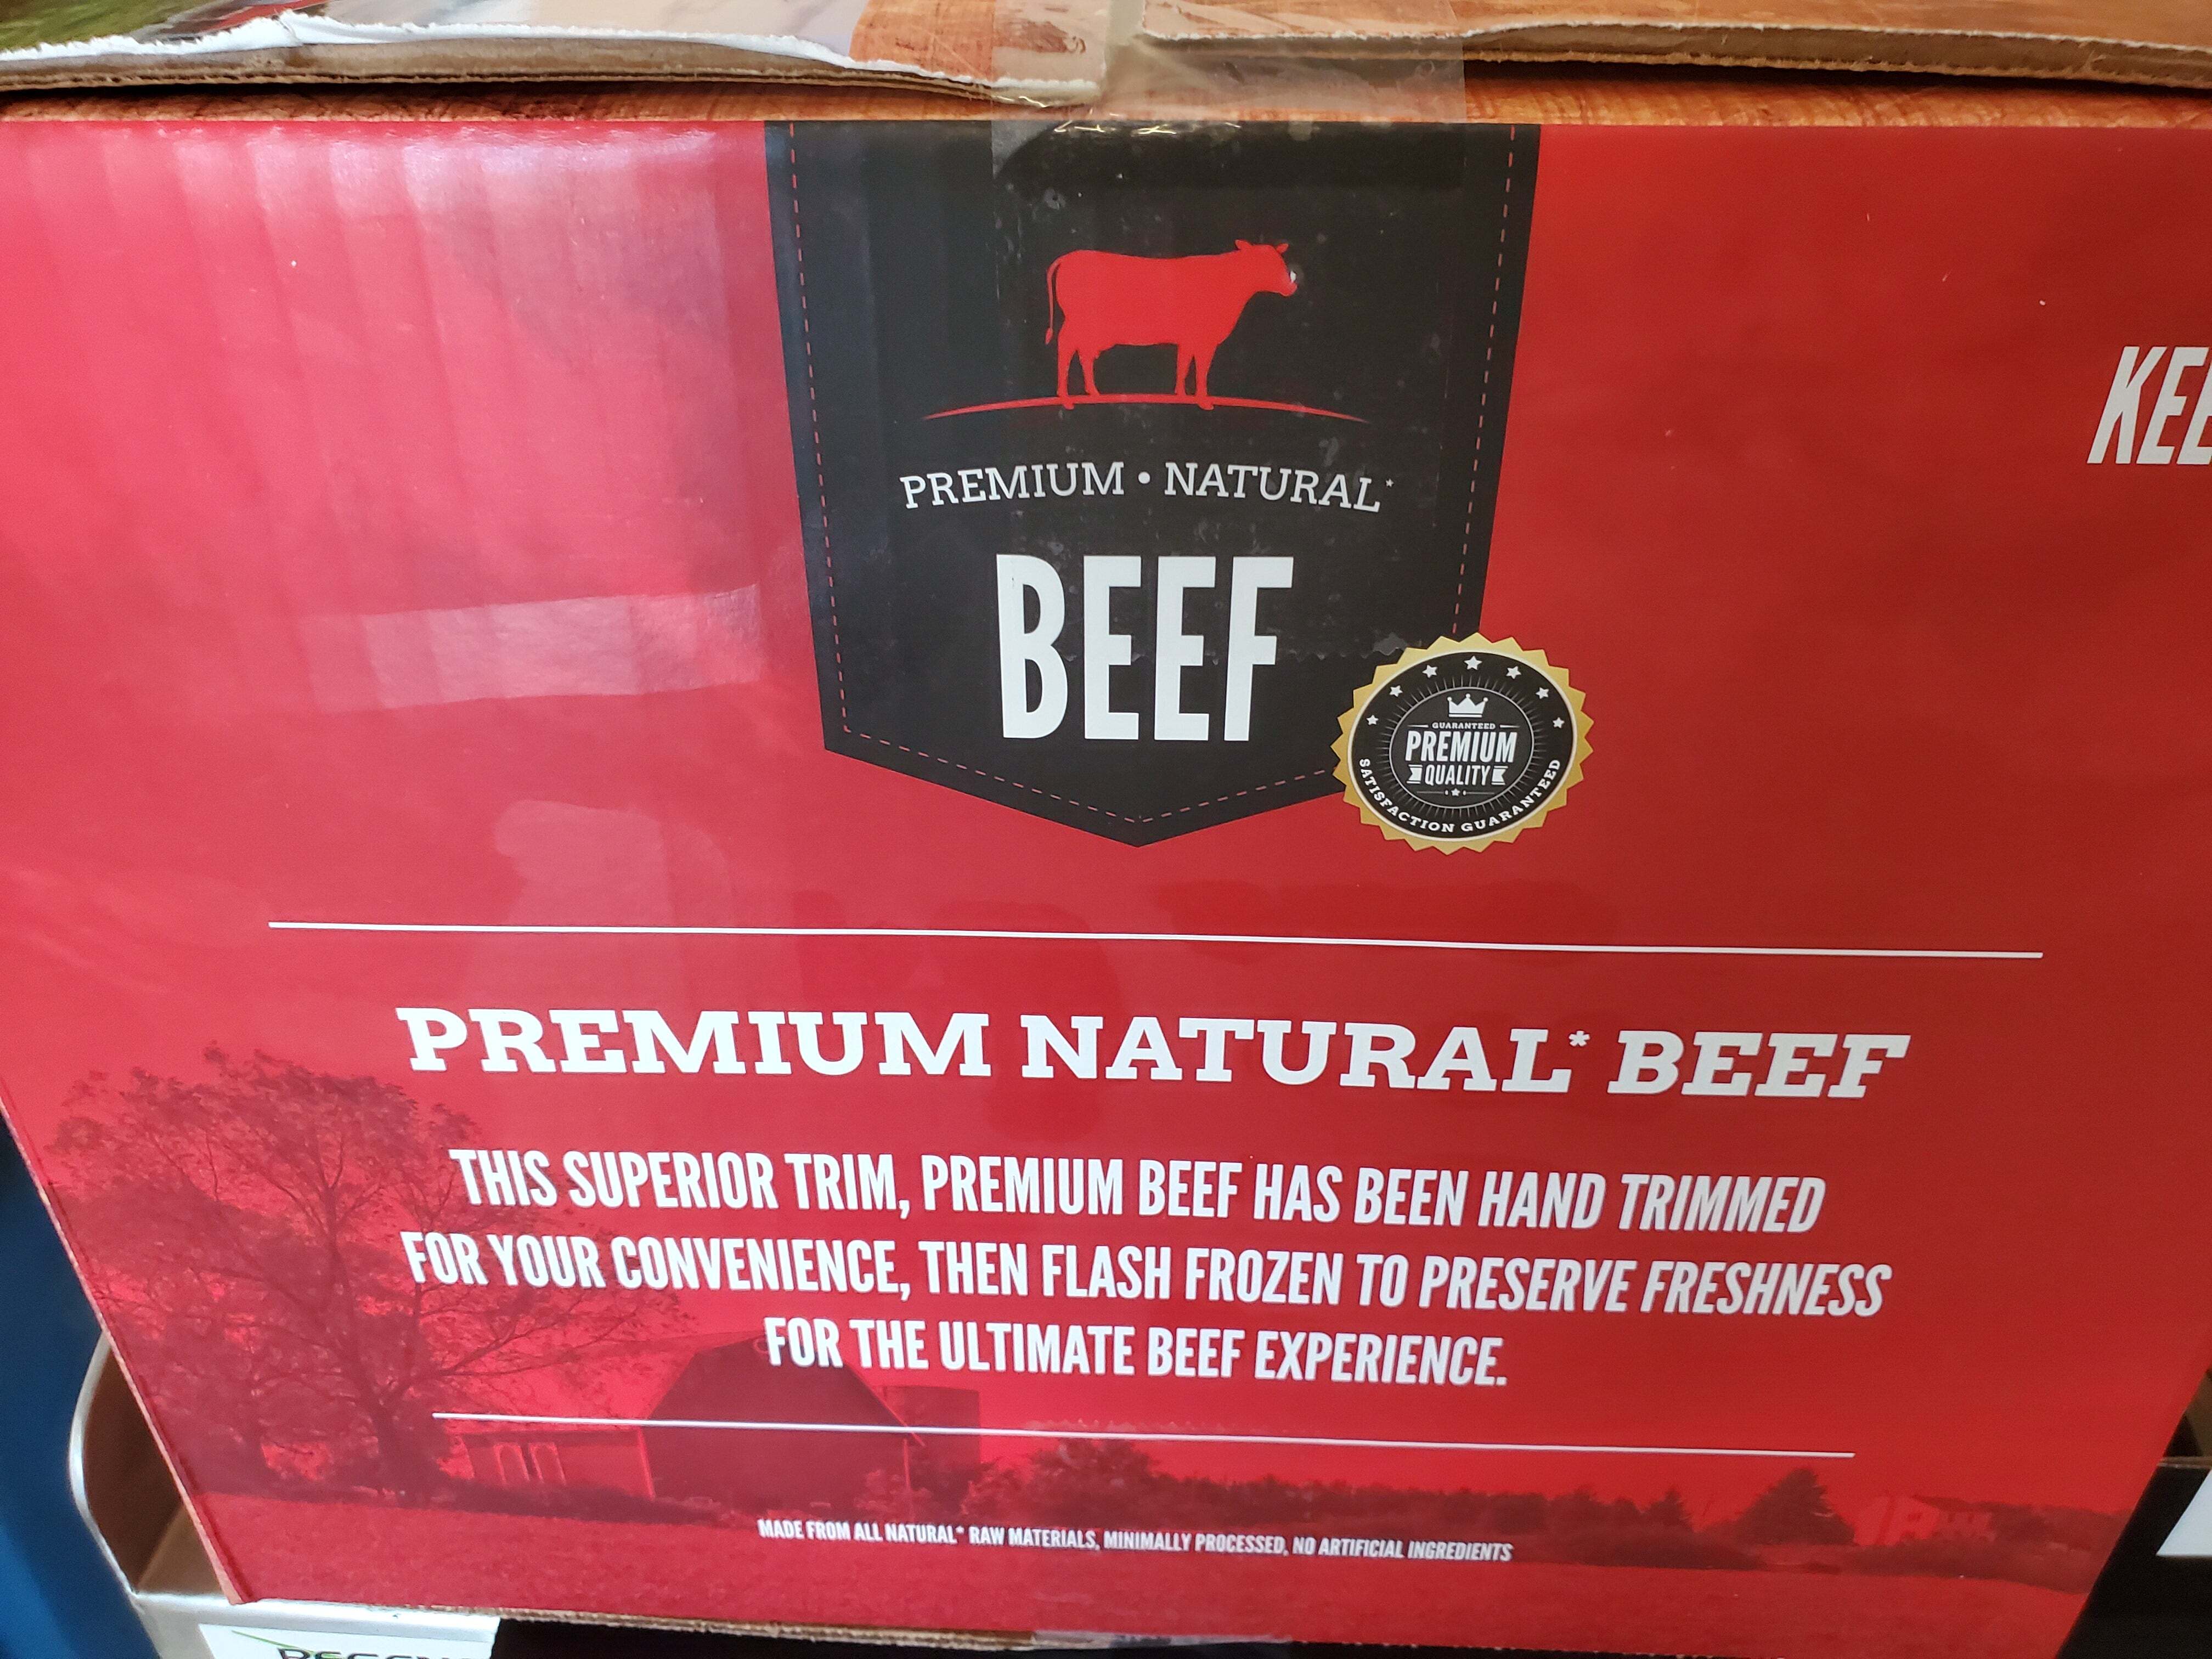 PREMIUM • NATURAL*
BEEF
GUARANTEED
PREMIUM
QUALITY
SATISFACTION GUARANTEED
PREMIUM NATURAL* BEEF
THIS SUPERIOR TRIM, PREMIUM BEEF HAS BEEN HAND TRIMMED
FOR YOUR CONVENIENCE, THEN FLASH FROZEN TO PRESERVE FRESHNESS
FOR THE ULTIMATE BEEF EXPERIENCE.
MADE FROM ALL NATURAL* RAW MATERIALS, MINIMALLY PROCESSED, NO ARTIFICIAL INGREDIENTS